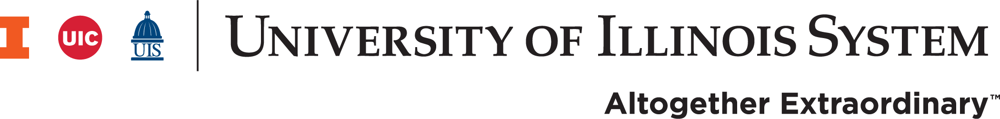 I UIC UIS UNIVERSITY OF ILLINOIS SYSTEM
Altogether Extraordinary™